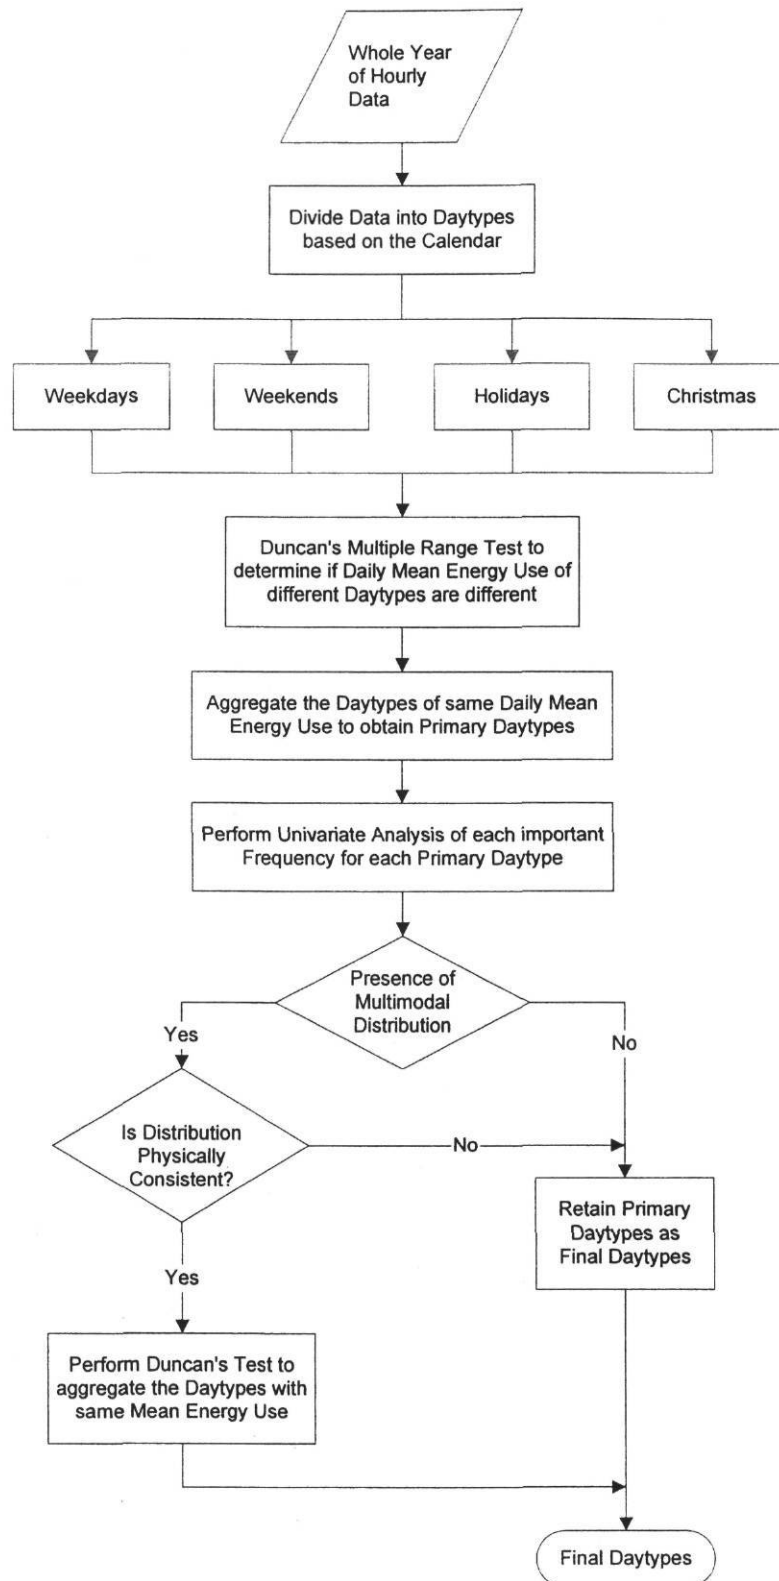 Whole Year
of Hourly
Data
Divide Data into Daytypes
based on the Calendar
Weekdays
Weekends
Holidays
Christmas
Duncan's Multiple Range Test to
determine if Daily Mean Energy Use of
different Daytypes are different
Aggregate the Daytypes of same Daily Mean
Energy Use to obtain Primary Daytypes
Perform Univariate Analysis of each important
Frequency for each Primary Daytype
Presence of
Multimodal
Distribution
Yes
No
Is Distribution
Physically
Consistent?
No
Retain Primary
Daytypes as
Final Daytypes
Yes
Perform Duncan's Test to
aggregate the Daytypes with
same Mean Energy Use
Final Daytypes